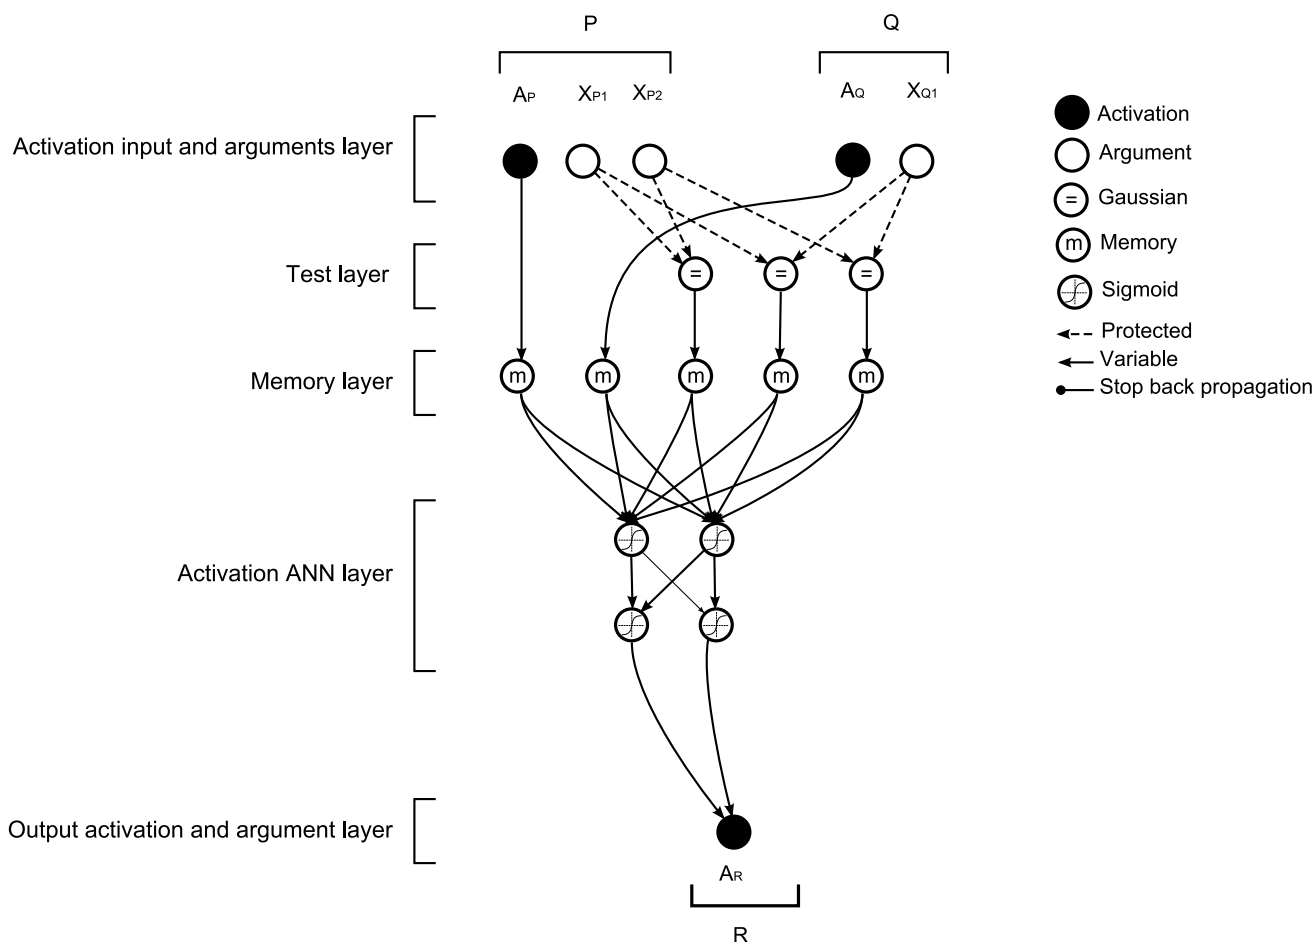 P
Q
AP
XP1
XP2
AQ
XQ1
Activation input and arguments layer
Activation
Argument
=
Gaussian
m
Memory
Sigmoid
Protected
Variable
Stop back propagation
Test layer
= = =
Memory layer
m m m m m
Activation ANN layer
Output activation and argument layer
AR
R